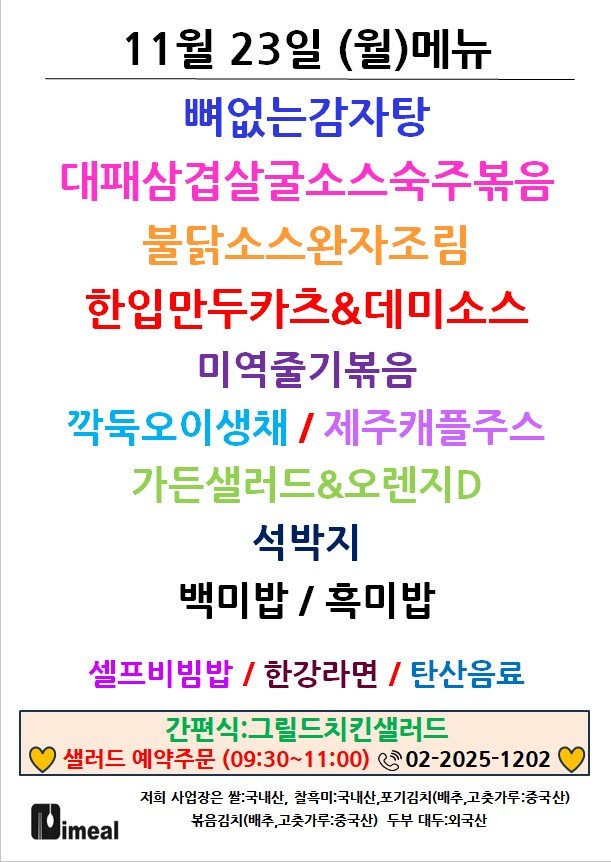 11월 23일 (월)메뉴
뼈없는감자탕
대패삼겹살굴소스숙주볶음
불닭소스완자조림
한입만두카츠&데미소스
미역줄기볶음
깍둑오이생채 / 제주캐플주스
가든샐러드&오렌지D
석박지
백미밥 / 흑미밥
셀프비빔밥 / 한강라면 / 탄산음료
간편식:그릴드치킨샐러드
샐러드 예약주문 (09:30~11:00) 02-2025-1202
저희 사업장은 쌀:국내산, 찰흑미:국내산,포기김치(배추,고춧가루:중국산)
볶음김치(배추,고춧가루:중국산) 두부 대두:외국산
imeal